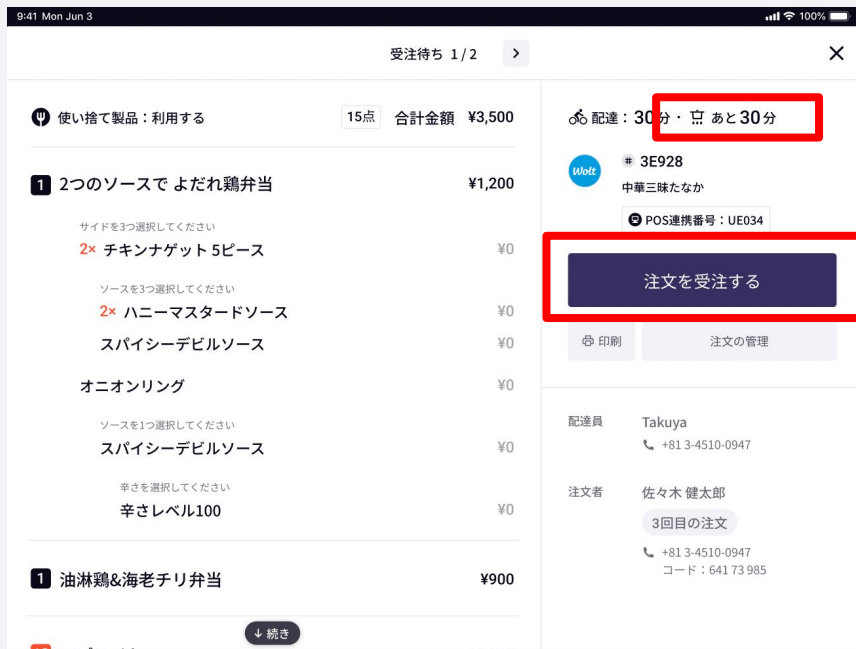 9:41 Mon Jun 3
100%
受注待ち 1 / 2
使い捨て製品：利用する
15点 合計金額 ¥3,500
1 2つのソースで よだれ鶏弁当 ¥1,200
サイドを3つ選択してください
2× チキンナゲット 5ピース ¥0
ソースを3つ選択してください
2× ハニーマスタードソース ¥0
スパイシーデビルソース ¥0
オニオンリング ¥0
ソースを1つ選択してください
スパイシーデビルソース ¥0
辛さを選択してください
辛さレベル100 ¥0
1 油淋鶏&海老チリ弁当 ¥900
↓ 続き
配達：30分・ あと30分
Wolt
# 3E928
中華三昧たなか
POS連携番号：UE034
注文を受注する
印刷
注文の管理
配達員 Takuya
+81 3-4510-0947
注文者 佐々木 健太郎
3回目の注文
+81 3-4510-0947
コード：641 73 985